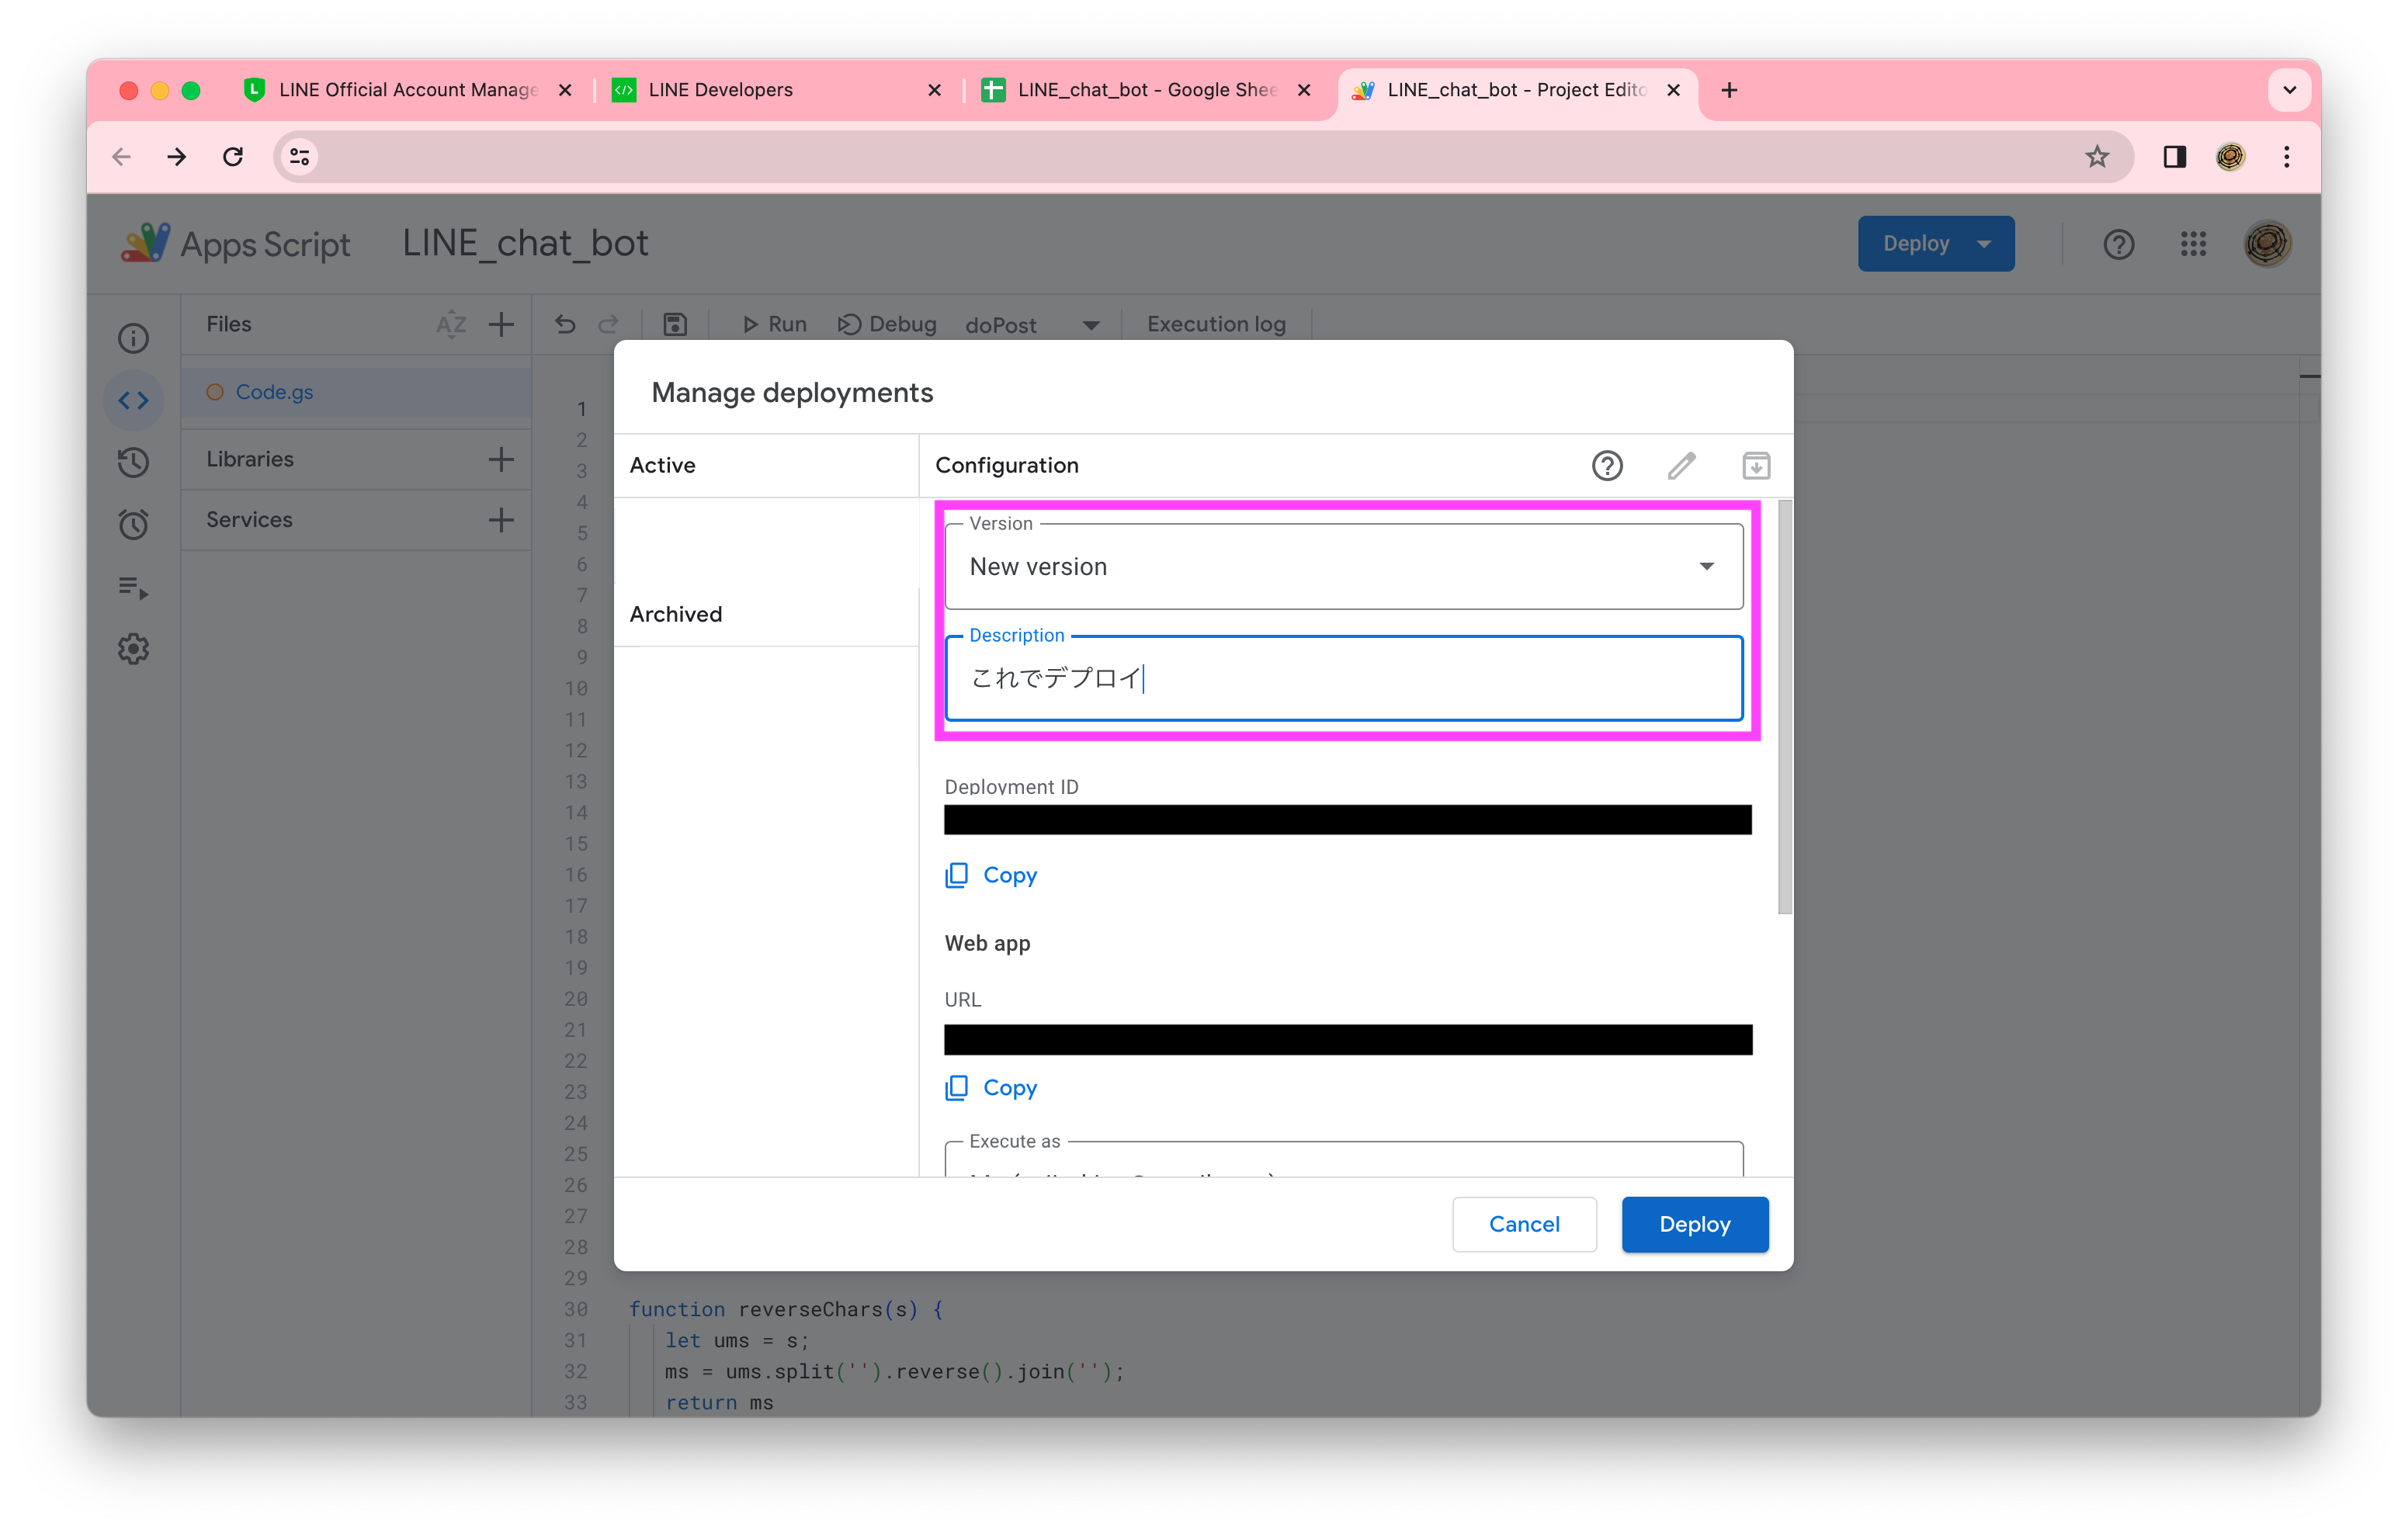 LINE Official Account Manage
LINE Developers
LINE_chat_bot - Google Shee
LINE_chat_bot - Project Edito
Apps Script
LINE_chat_bot
Deploy
Files
AZ
Run
Debug
doPost
Execution log
Code.gs
Libraries
Services
Manage deployments
Active
Configuration
Version
New version
Description
これでデプロイ
Archived
Deployment ID
Copy
Web app
URL
Copy
Execute as
Cancel
Deploy
1
2
3
4
5
6
7
8
9
10
11
12
13
14
15
16
17
18
19
20
21
22
23
24
25
26
27
28
29
30 function reverseChars(s) {
31 let ums = s;
32 ms = ums.split('').reverse().join('');
33 return ms